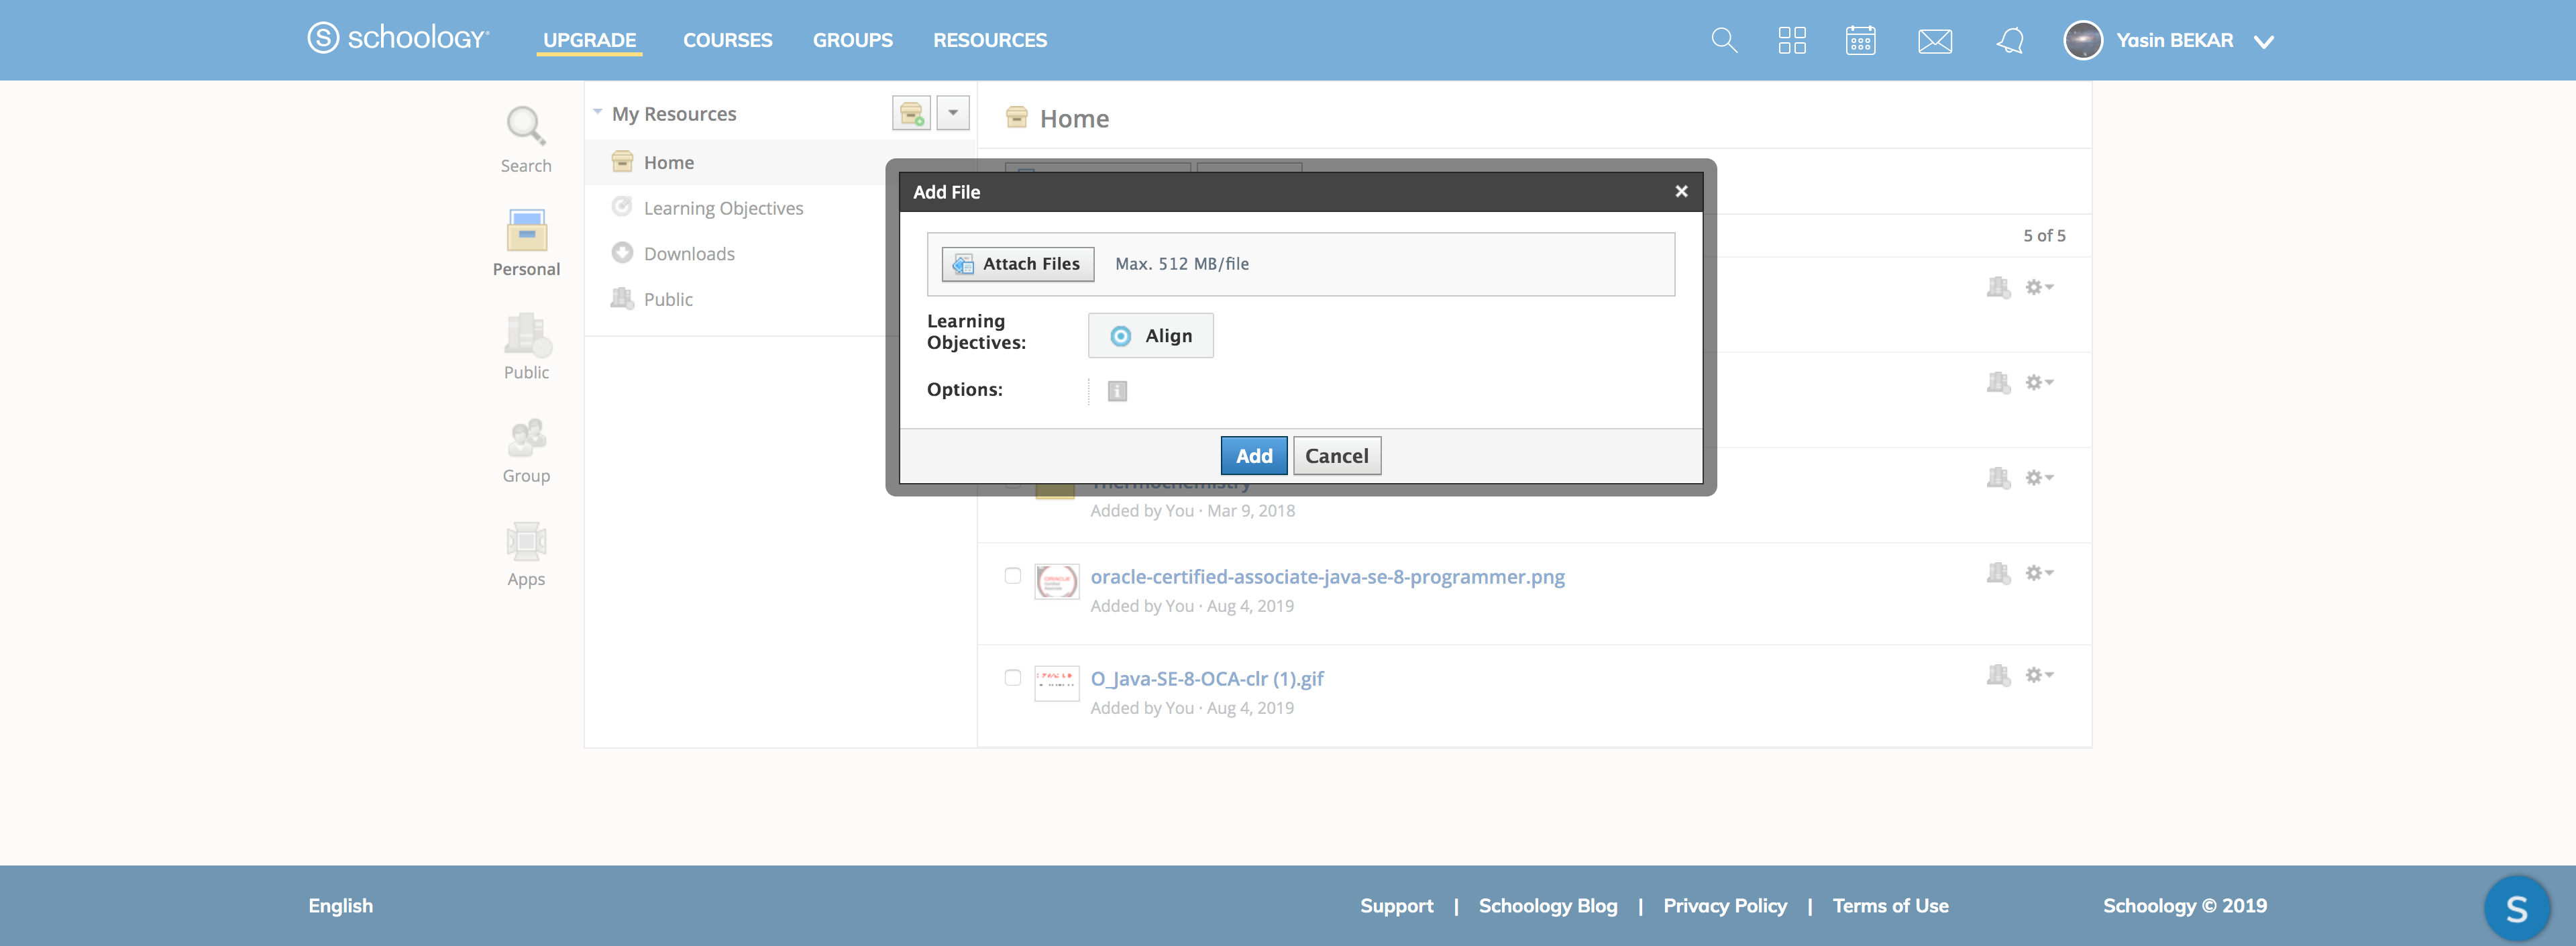 S schoology
UPGRADE COURSES GROUPS RESOURCES
Yasin BEKAR
Search
Personal
Public
Group
Apps
My Resources
Home
Learning Objectives
Downloads
Public
Home
5 of 5
Add File
Attach Files Max. 512 MB/file
Learning
Objectives:
Align
Options:
i
Add Cancel
Thermochemistry
Added by You · Mar 9, 2018
oracle-certified-associate-java-se-8-programmer.png
Added by You · Aug 4, 2019
O_Java-SE-8-OCA-clr (1).gif
Added by You · Aug 4, 2019
English
Support | Schoology Blog | Privacy Policy | Terms of Use
Schoology © 2019
S